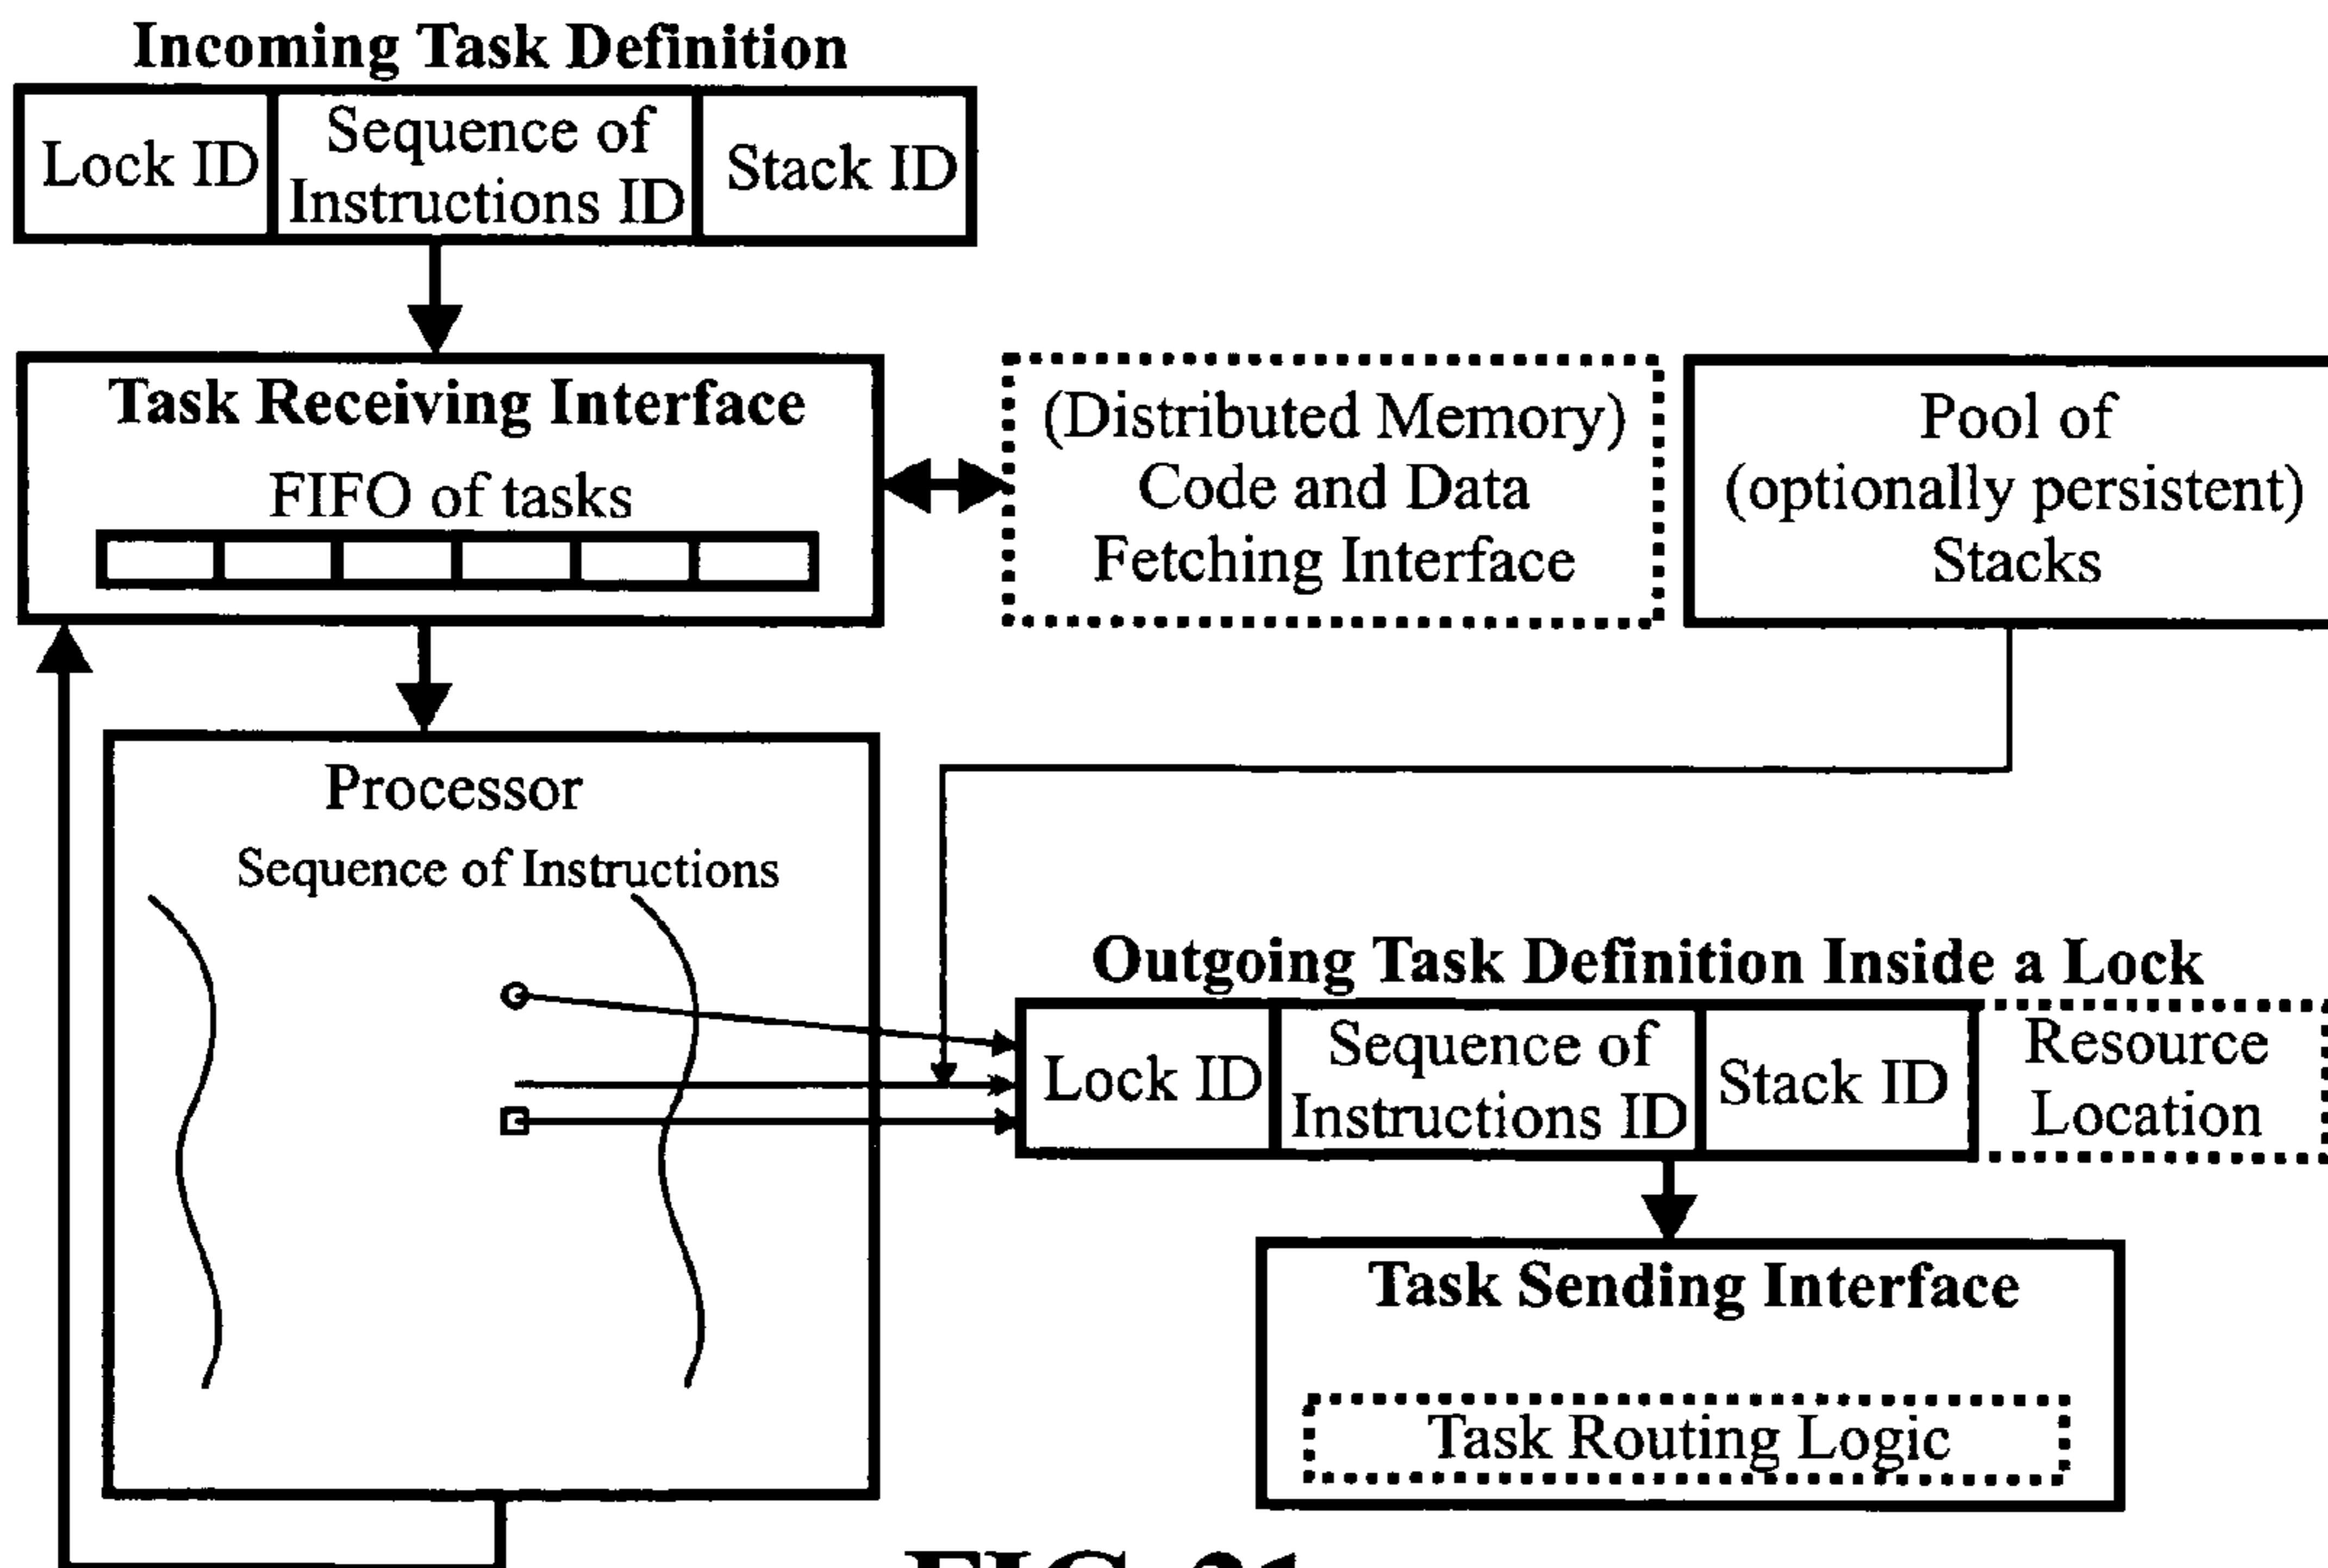 Incoming Task Definition
Lock ID
Sequence of
Instructions ID
Stack ID
Task Receiving Interface
FIFO of tasks
(Distributed Memory)
Code and Data
Fetching Interface
Pool of
(optionally persistent)
Stacks
Processor
Sequence of Instructions
Outgoing Task Definition Inside a Lock
Lock ID
Sequence of
Instructions ID
Stack ID
Resource
Location
Task Sending Interface
Task Routing Logic